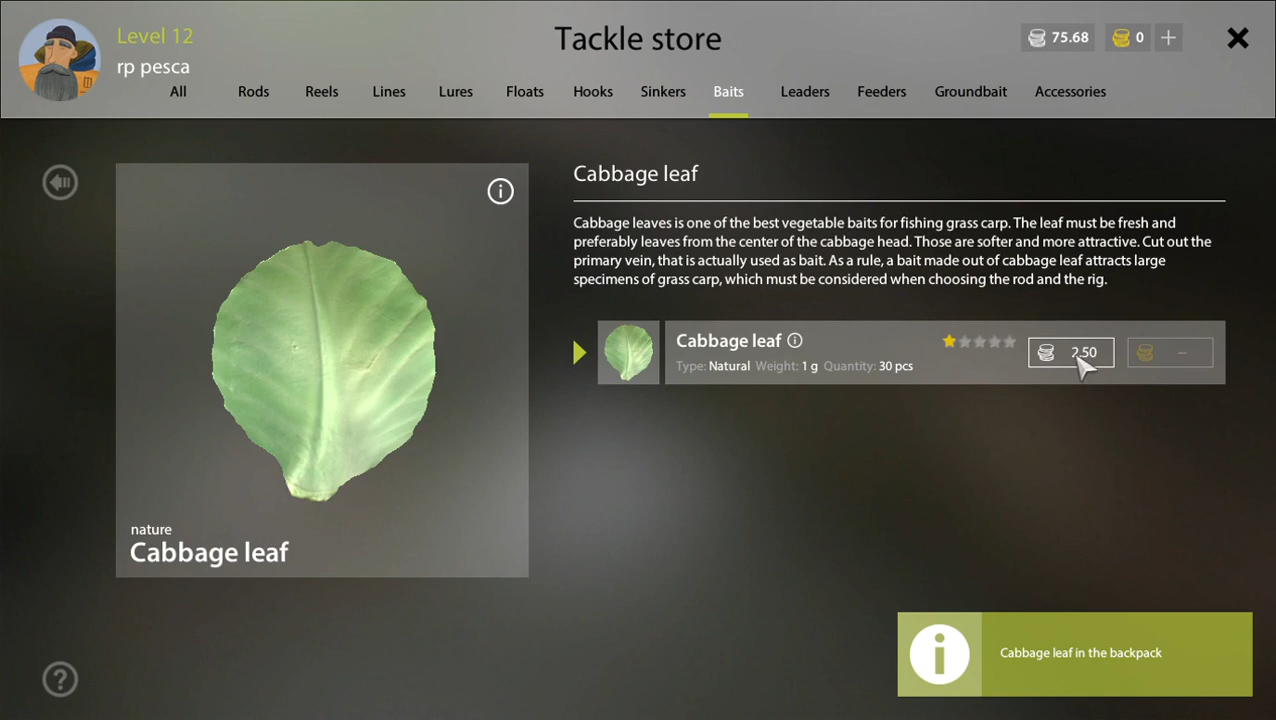 Level 12
rp pesca
Tackle store
75.68
0
All
Rods
Reels
Lines
Lures
Floats
Hooks
Sinkers
Baits
Leaders
Feeders
Groundbait
Accessories
nature
Cabbage leaf
Cabbage leaf
Cabbage leaves is one of the best vegetable baits for fishing grass carp. The leaf must be fresh and
preferably leaves from the center of the cabbage head. Those are softer and more attractive. Cut out the
primary vein, that is actually used as bait. As a rule, a bait made out of cabbage leaf attracts large
specimens of grass carp, which must be considered when choosing the rod and the rig.
Cabbage leaf
Type: Natural Weight: 1 g Quantity: 30 pcs
2.50
–
Cabbage leaf in the backpack